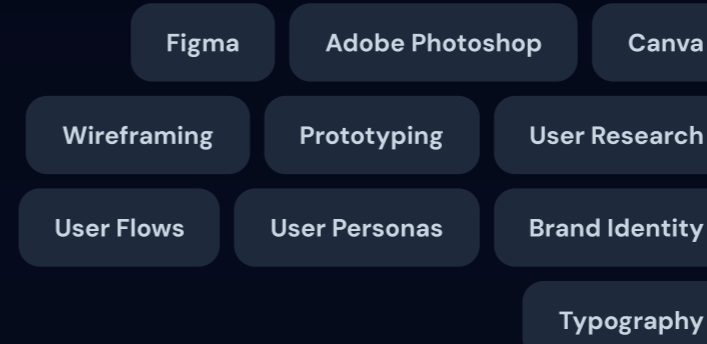 Figma Adobe Photoshop Canva
Wireframing Prototyping User Research
User Flows User Personas Brand Identity
Typography